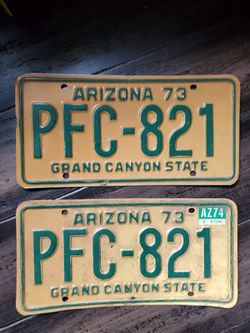 ARIZONA 73
PFC-821
GRAND CANYON STATE
ARIZONA 73
AZ74
PFC-821
GRAND CANYON STATE